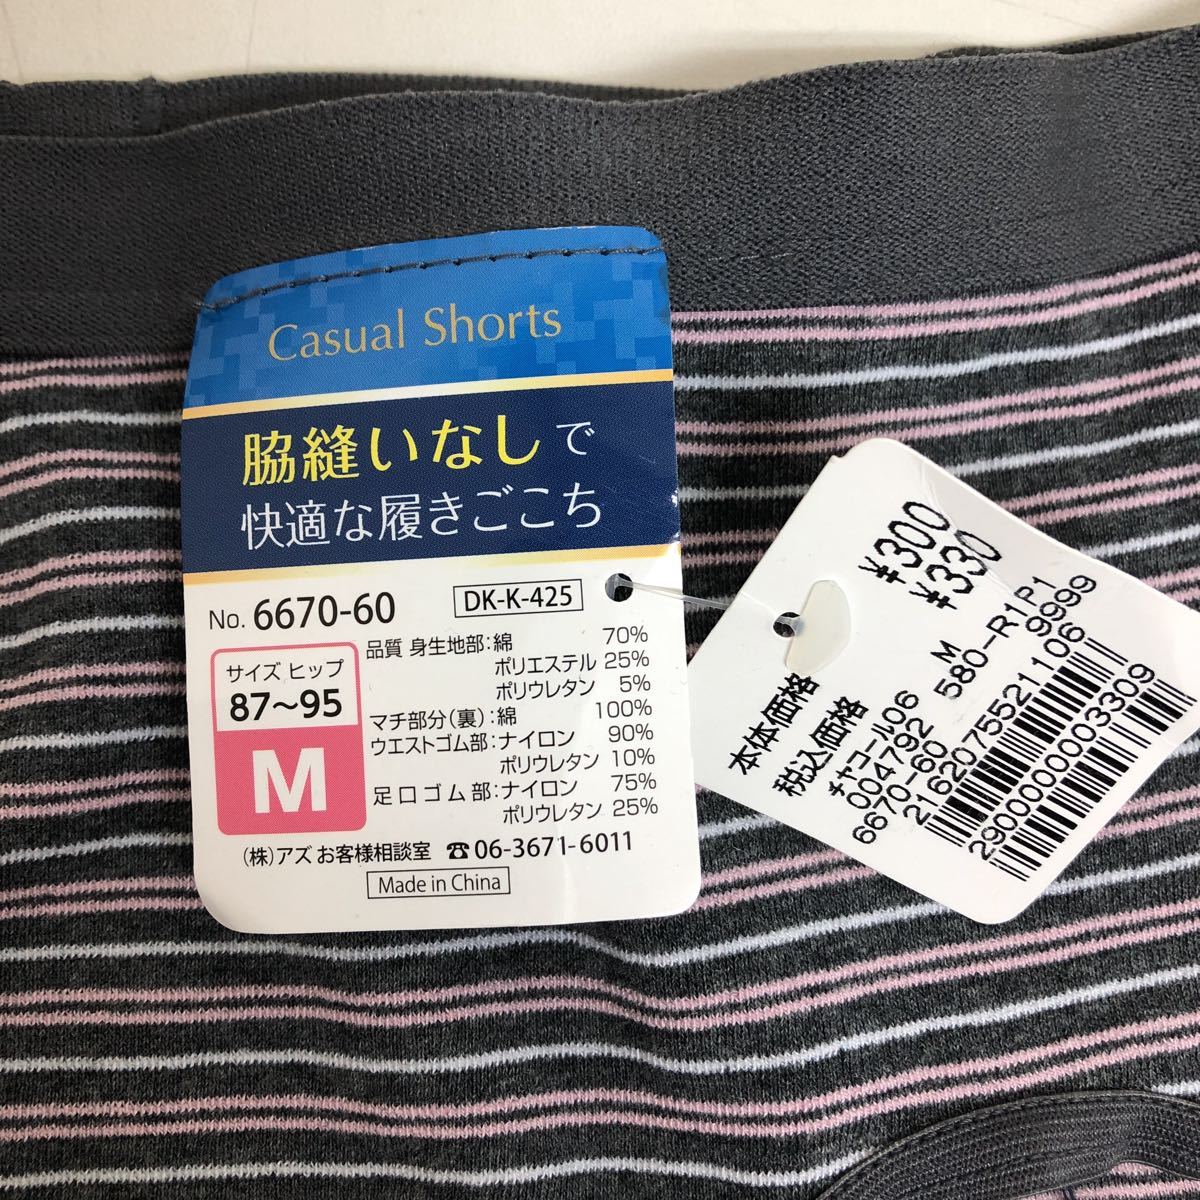 Casual Shorts
脇縫いなしで
快適な履きごこち
No. 6670-60
DK-K-425
サイズ ヒップ
87〜95
M
品質 身生地部:綿 70%
ポリエステル 25%
ポリウレタン 5%
マチ部分(裏):綿 100%
ウエストゴム部:ナイロン 90%
ポリウレタン 10%
足口ゴム部:ナイロン 75%
ポリウレタン 25%
(株)アズ お客様相談室 ☎06-3671-6011
Made in China
本体価格 ¥300
税込価格 ¥330
チャコール06 M
6004792 580-R1P1
6670-60 9999
2162075521106
2900000003309